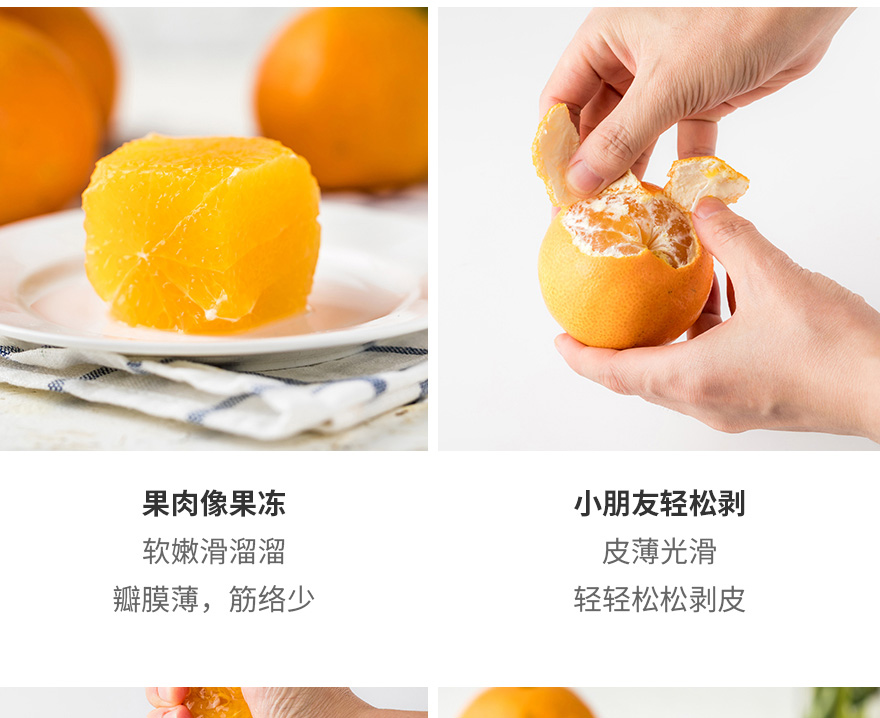 果肉像果冻
软嫩滑溜溜
瓣膜薄，筋络少
小朋友轻松剥
皮薄光滑
轻轻松松剥皮